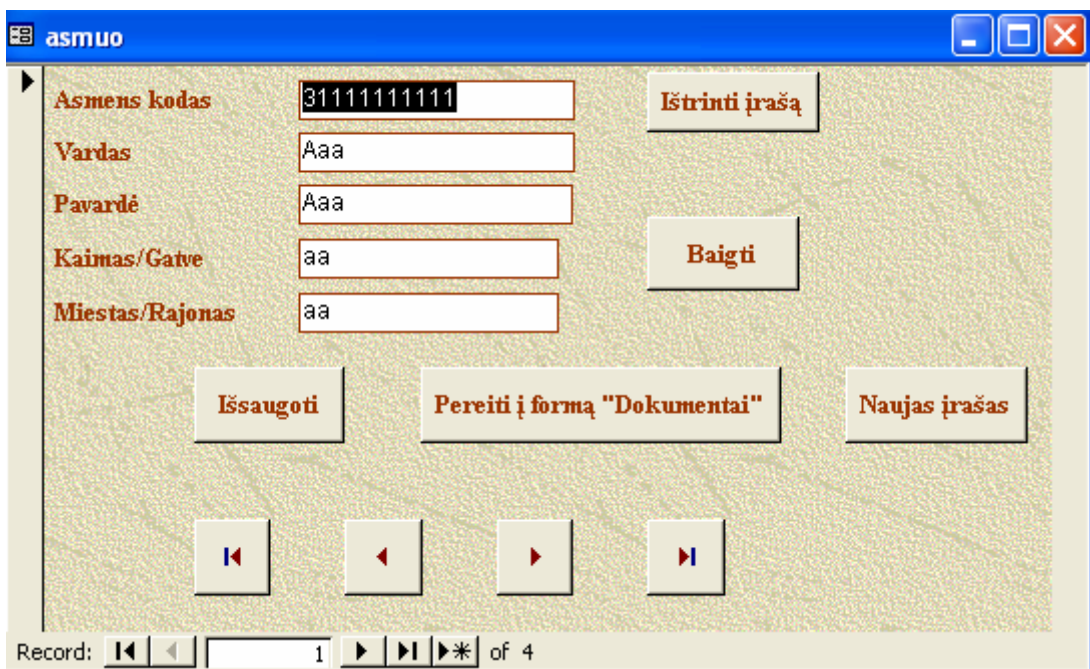 asmuo
Asmens kodas 31111111111 Ištrinti įrašą
Vardas Aaa
Pavardė Aaa
Kaimas/Gatve aa Baigti
Miestas/Rajonas aa
Išsaugoti Pereiti į formą "Dokumentai" Naujas įrašas
Record: 1 of 4